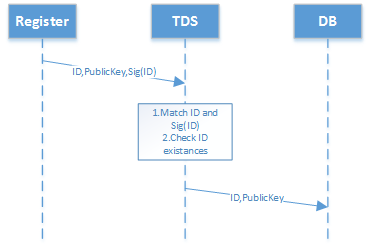 Register
TDS
DB
ID,PublicKey,Sig(ID)
1.Match ID and
Sig(ID)
2.Check ID
existances
ID,PublicKey